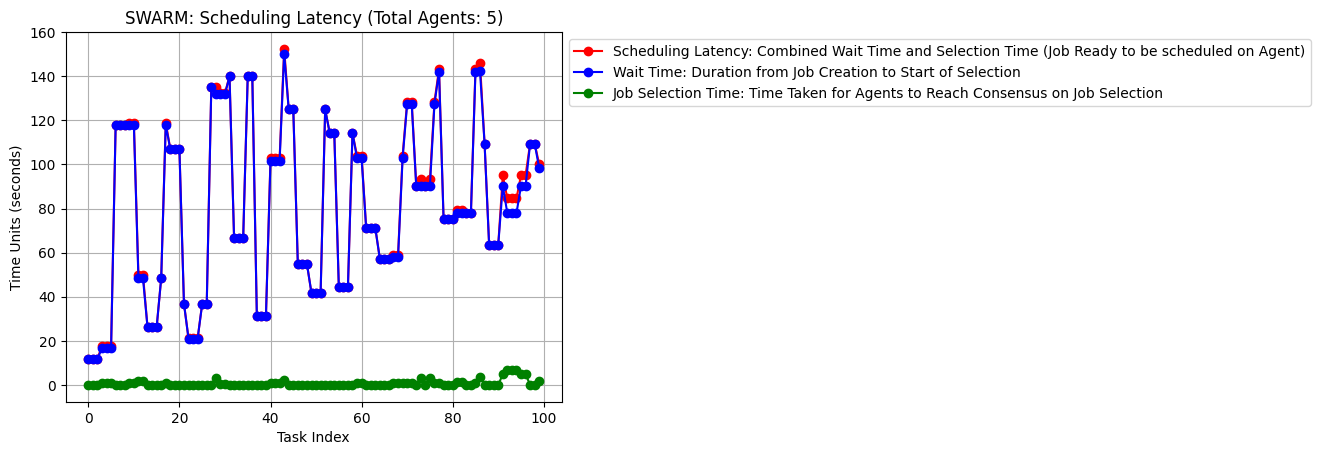 SWARM: Scheduling Latency (Total Agents: 5)
Scheduling Latency: Combined Wait Time and Selection Time (Job Ready to be scheduled on Agent)
Wait Time: Duration from Job Creation to Start of Selection
Job Selection Time: Time Taken for Agents to Reach Consensus on Job Selection
Time Units (seconds)
160
140
120
100
80
60
40
20
0
0 20 40 60 80 100
Task Index